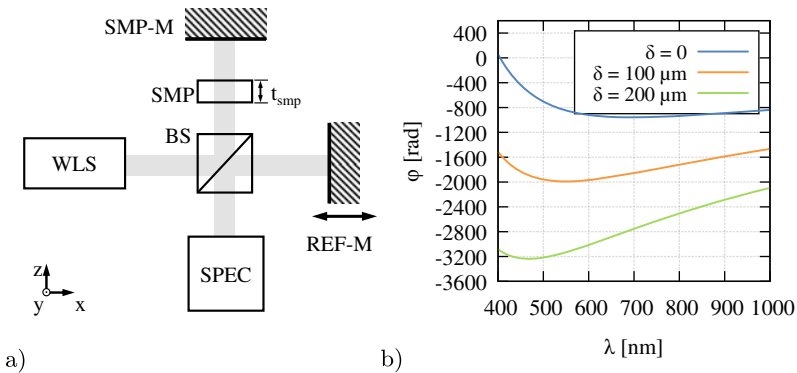 SMP-M
SMP
t_smp
BS
WLS
REF-M
SPEC
z
y
x
a)
φ [rad]
400
0
-400
-800
-1200
-1600
-2000
-2400
-2800
-3200
-3600
δ = 0
δ = 100 μm
δ = 200 μm
400 500 600 700 800 900 1000
λ [nm]
b)